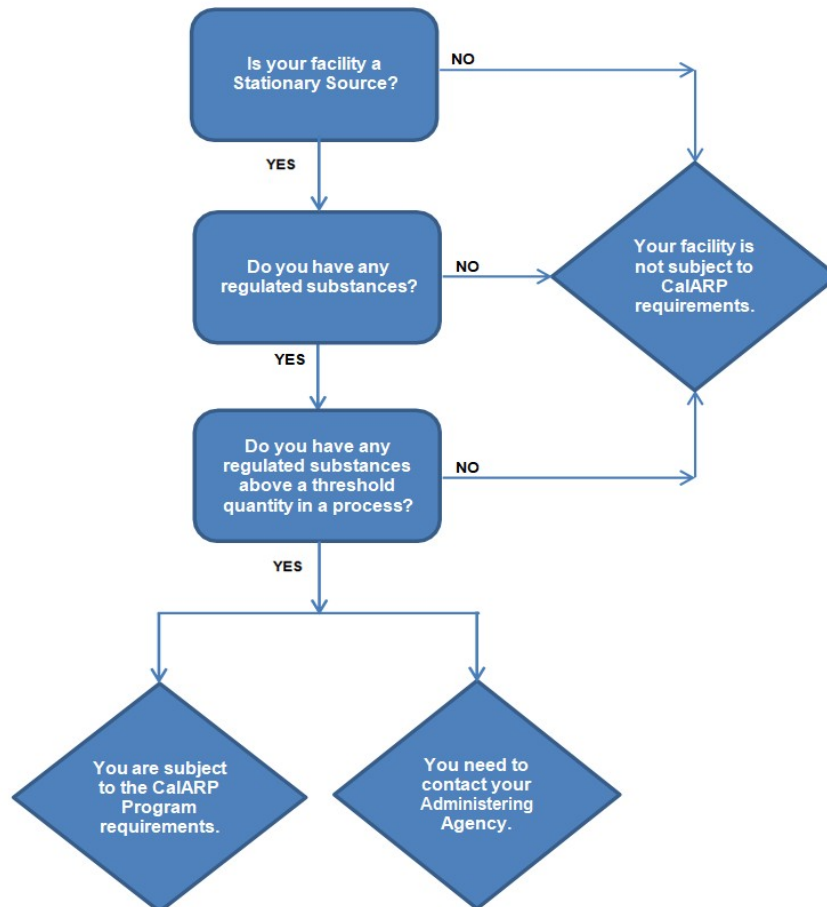 Is your facility a
Stationary Source?
NO
YES
Do you have any
regulated substances?
NO
Your facility is
not subject to
CalARP
requirements.
YES
Do you have any
regulated substances
above a threshold
quantity in a process?
NO
YES
You are subject
to the CalARP
Program
requirements.
You need to
contact your
Administering
Agency.